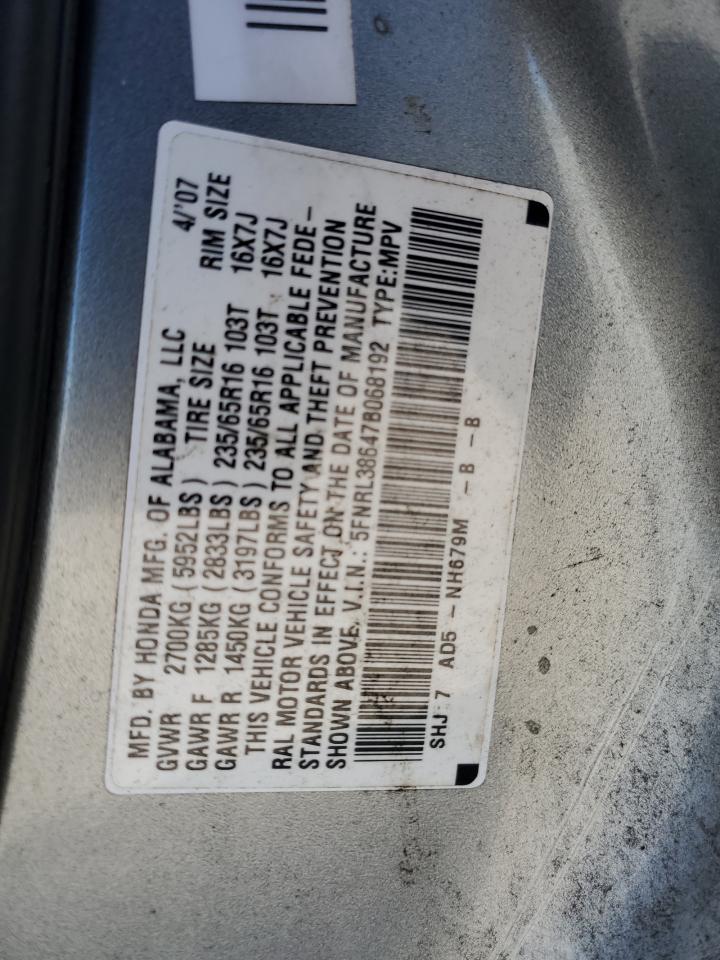 MFD. BY HONDA MFG. OF ALABAMA, LLC 4/'07
GVWR 2700KG (5952LBS) TIRE SIZE RIM SIZE
GAWR F 1285KG (2833LBS) 235/65R16 103T 16X7J
GAWR R 1450KG (3197LBS) 235/65R16 103T 16X7J
THIS VEHICLE CONFORMS TO ALL APPLICABLE FEDE-
RAL MOTOR VEHICLE SAFETY AND THEFT PREVENTION
STANDARDS IN EFFECT ON THE DATE OF MANUFACTURE
SHOWN ABOVE. V.I.N.: 5FNRL38647B068192 TYPE:MPV
SHJ 7 AD5 - NH679M - B - B